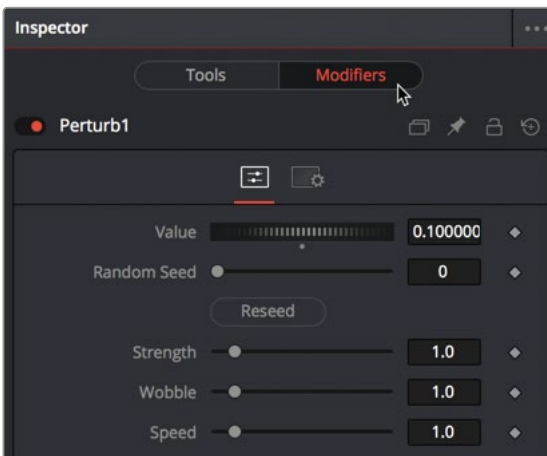 Inspector
Tools Modifiers
Perturb1
Value 0.100000
Random Seed 0
Reseed
Strength 1.0
Wobble 1.0
Speed 1.0